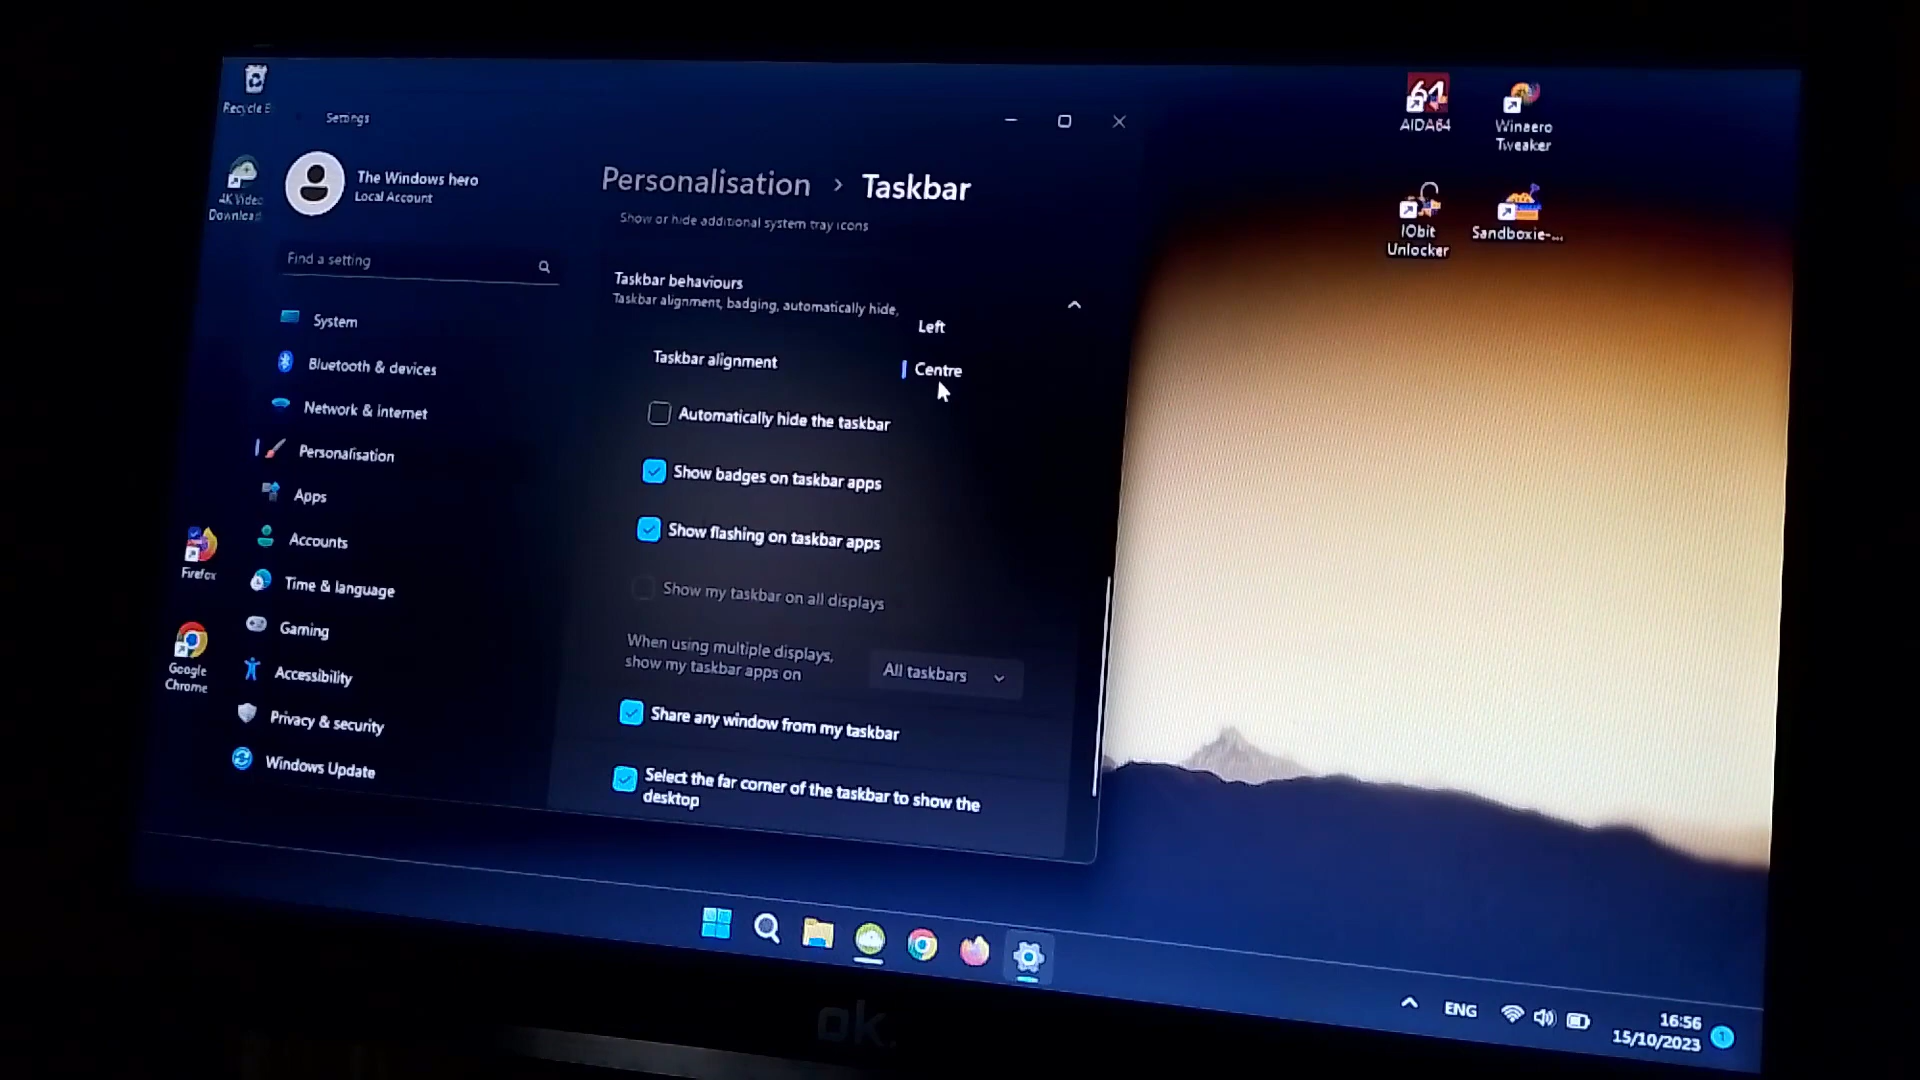 Recycle B
Settings
The Windows hero
Local Account
Find a setting
System
Bluetooth & devices
Network & internet
Personalisation
Apps
Accounts
Time & language
Gaming
Accessibility
Privacy & security
Windows Update
4K Video
Download
Firefox
Google
Chrome
Personalisation > Taskbar
Show or hide additional system tray icons
Taskbar behaviours
Taskbar alignment, badging, automatically hide,
Left
Taskbar alignment
Centre
Automatically hide the taskbar
Show badges on taskbar apps
Show flashing on taskbar apps
Show my taskbar on all displays
When using multiple displays,
show my taskbar apps on
All taskbars
Share any window from my taskbar
Select the far corner of the taskbar to show the
desktop
64
AIDA64
Winaero
Tweaker
IObit
Unlocker
Sandboxie-...
ENG
16:56
15/10/2023
1
ok.